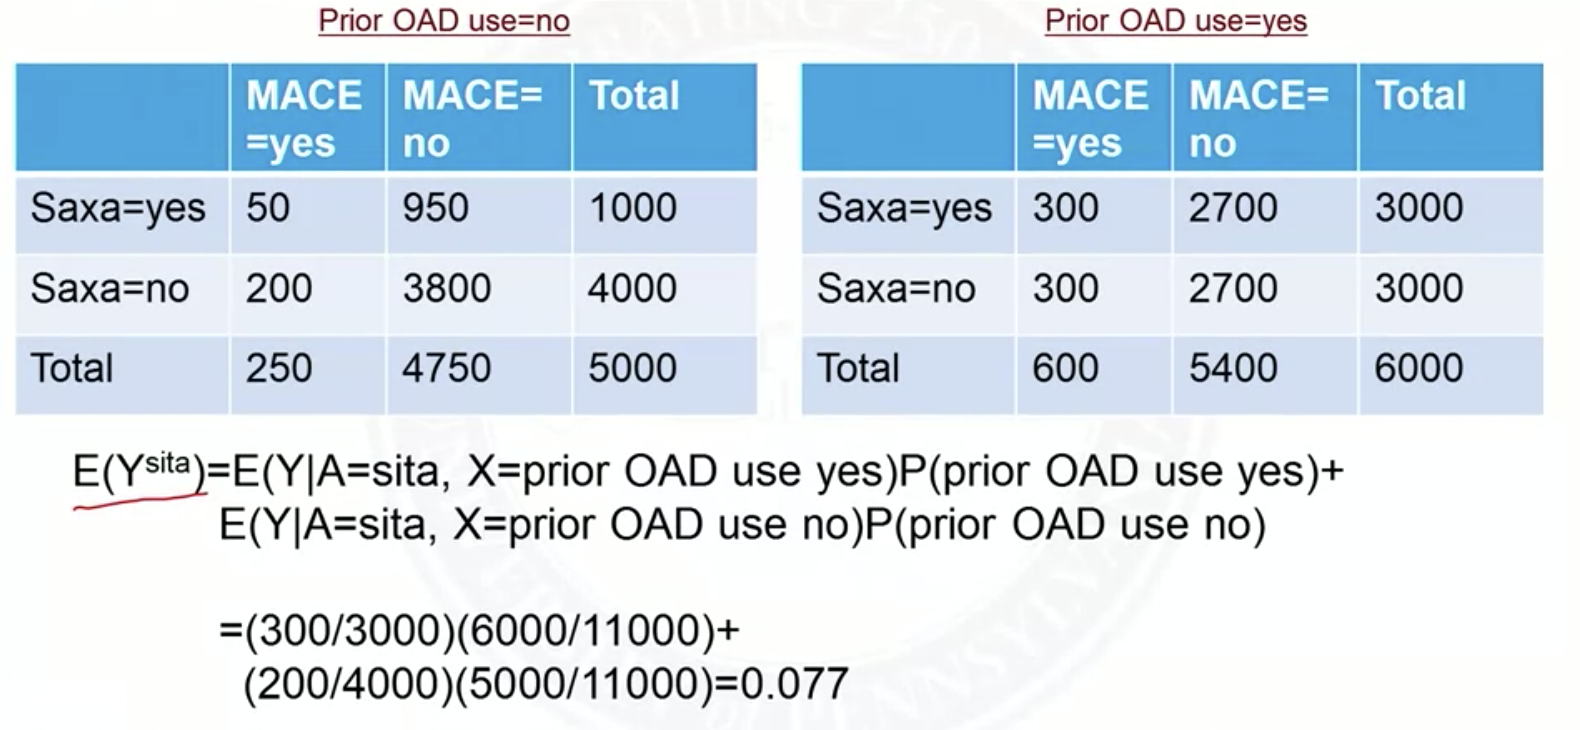 Prior OAD use=no
Prior OAD use=yes
MACE =yes MACE= no Total
Saxa=yes 50 950 1000
Saxa=no 200 3800 4000
Total 250 4750 5000
MACE =yes MACE= no Total
Saxa=yes 300 2700 3000
Saxa=no 300 2700 3000
Total 600 5400 6000
E(Yˢⁱᵗᵃ)=E(Y|A=sita, X=prior OAD use yes)P(prior OAD use yes)+
E(Y|A=sita, X=prior OAD use no)P(prior OAD use no)
=(300/3000)(6000/11000)+
(200/4000)(5000/11000)=0.077